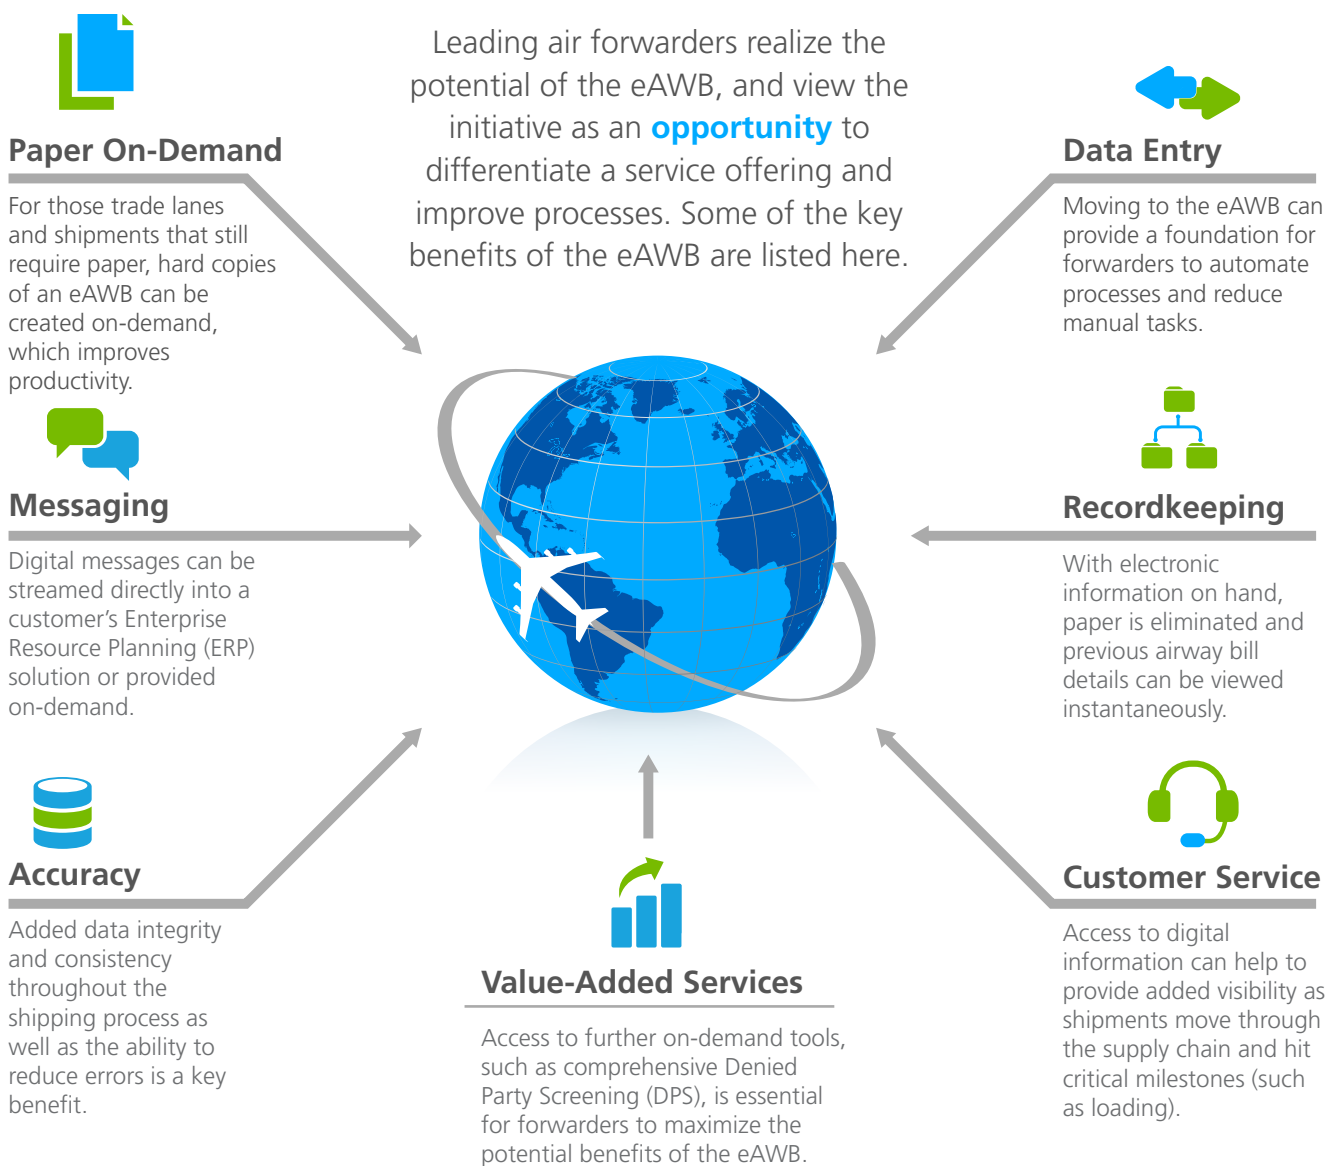 Leading air forwarders realize the
potential of the eAWB, and view the
initiative as an opportunity to
differentiate a service offering and
improve processes. Some of the key
benefits of the eAWB are listed here.
Paper On-Demand
For those trade lanes
and shipments that still
require paper, hard copies
of an eAWB can be
created on-demand,
which improves
productivity.
Messaging
Digital messages can be
streamed directly into a
customer’s Enterprise
Resource Planning (ERP)
solution or provided
on-demand.
Accuracy
Added data integrity
and consistency
throughout the
shipping process as
well as the ability to
reduce errors is a key
benefit.
Value-Added Services
Access to further on-demand tools,
such as comprehensive Denied
Party Screening (DPS), is essential
for forwarders to maximize the
potential benefits of the eAWB.
Data Entry
Moving to the eAWB can
provide a foundation for
forwarders to automate
processes and reduce
manual tasks.
Recordkeeping
With electronic
information on hand,
paper is eliminated and
previous airway bill
details can be viewed
instantaneously.
Customer Service
Access to digital
information can help to
provide added visibility as
shipments move through
the supply chain and hit
critical milestones (such
as loading).